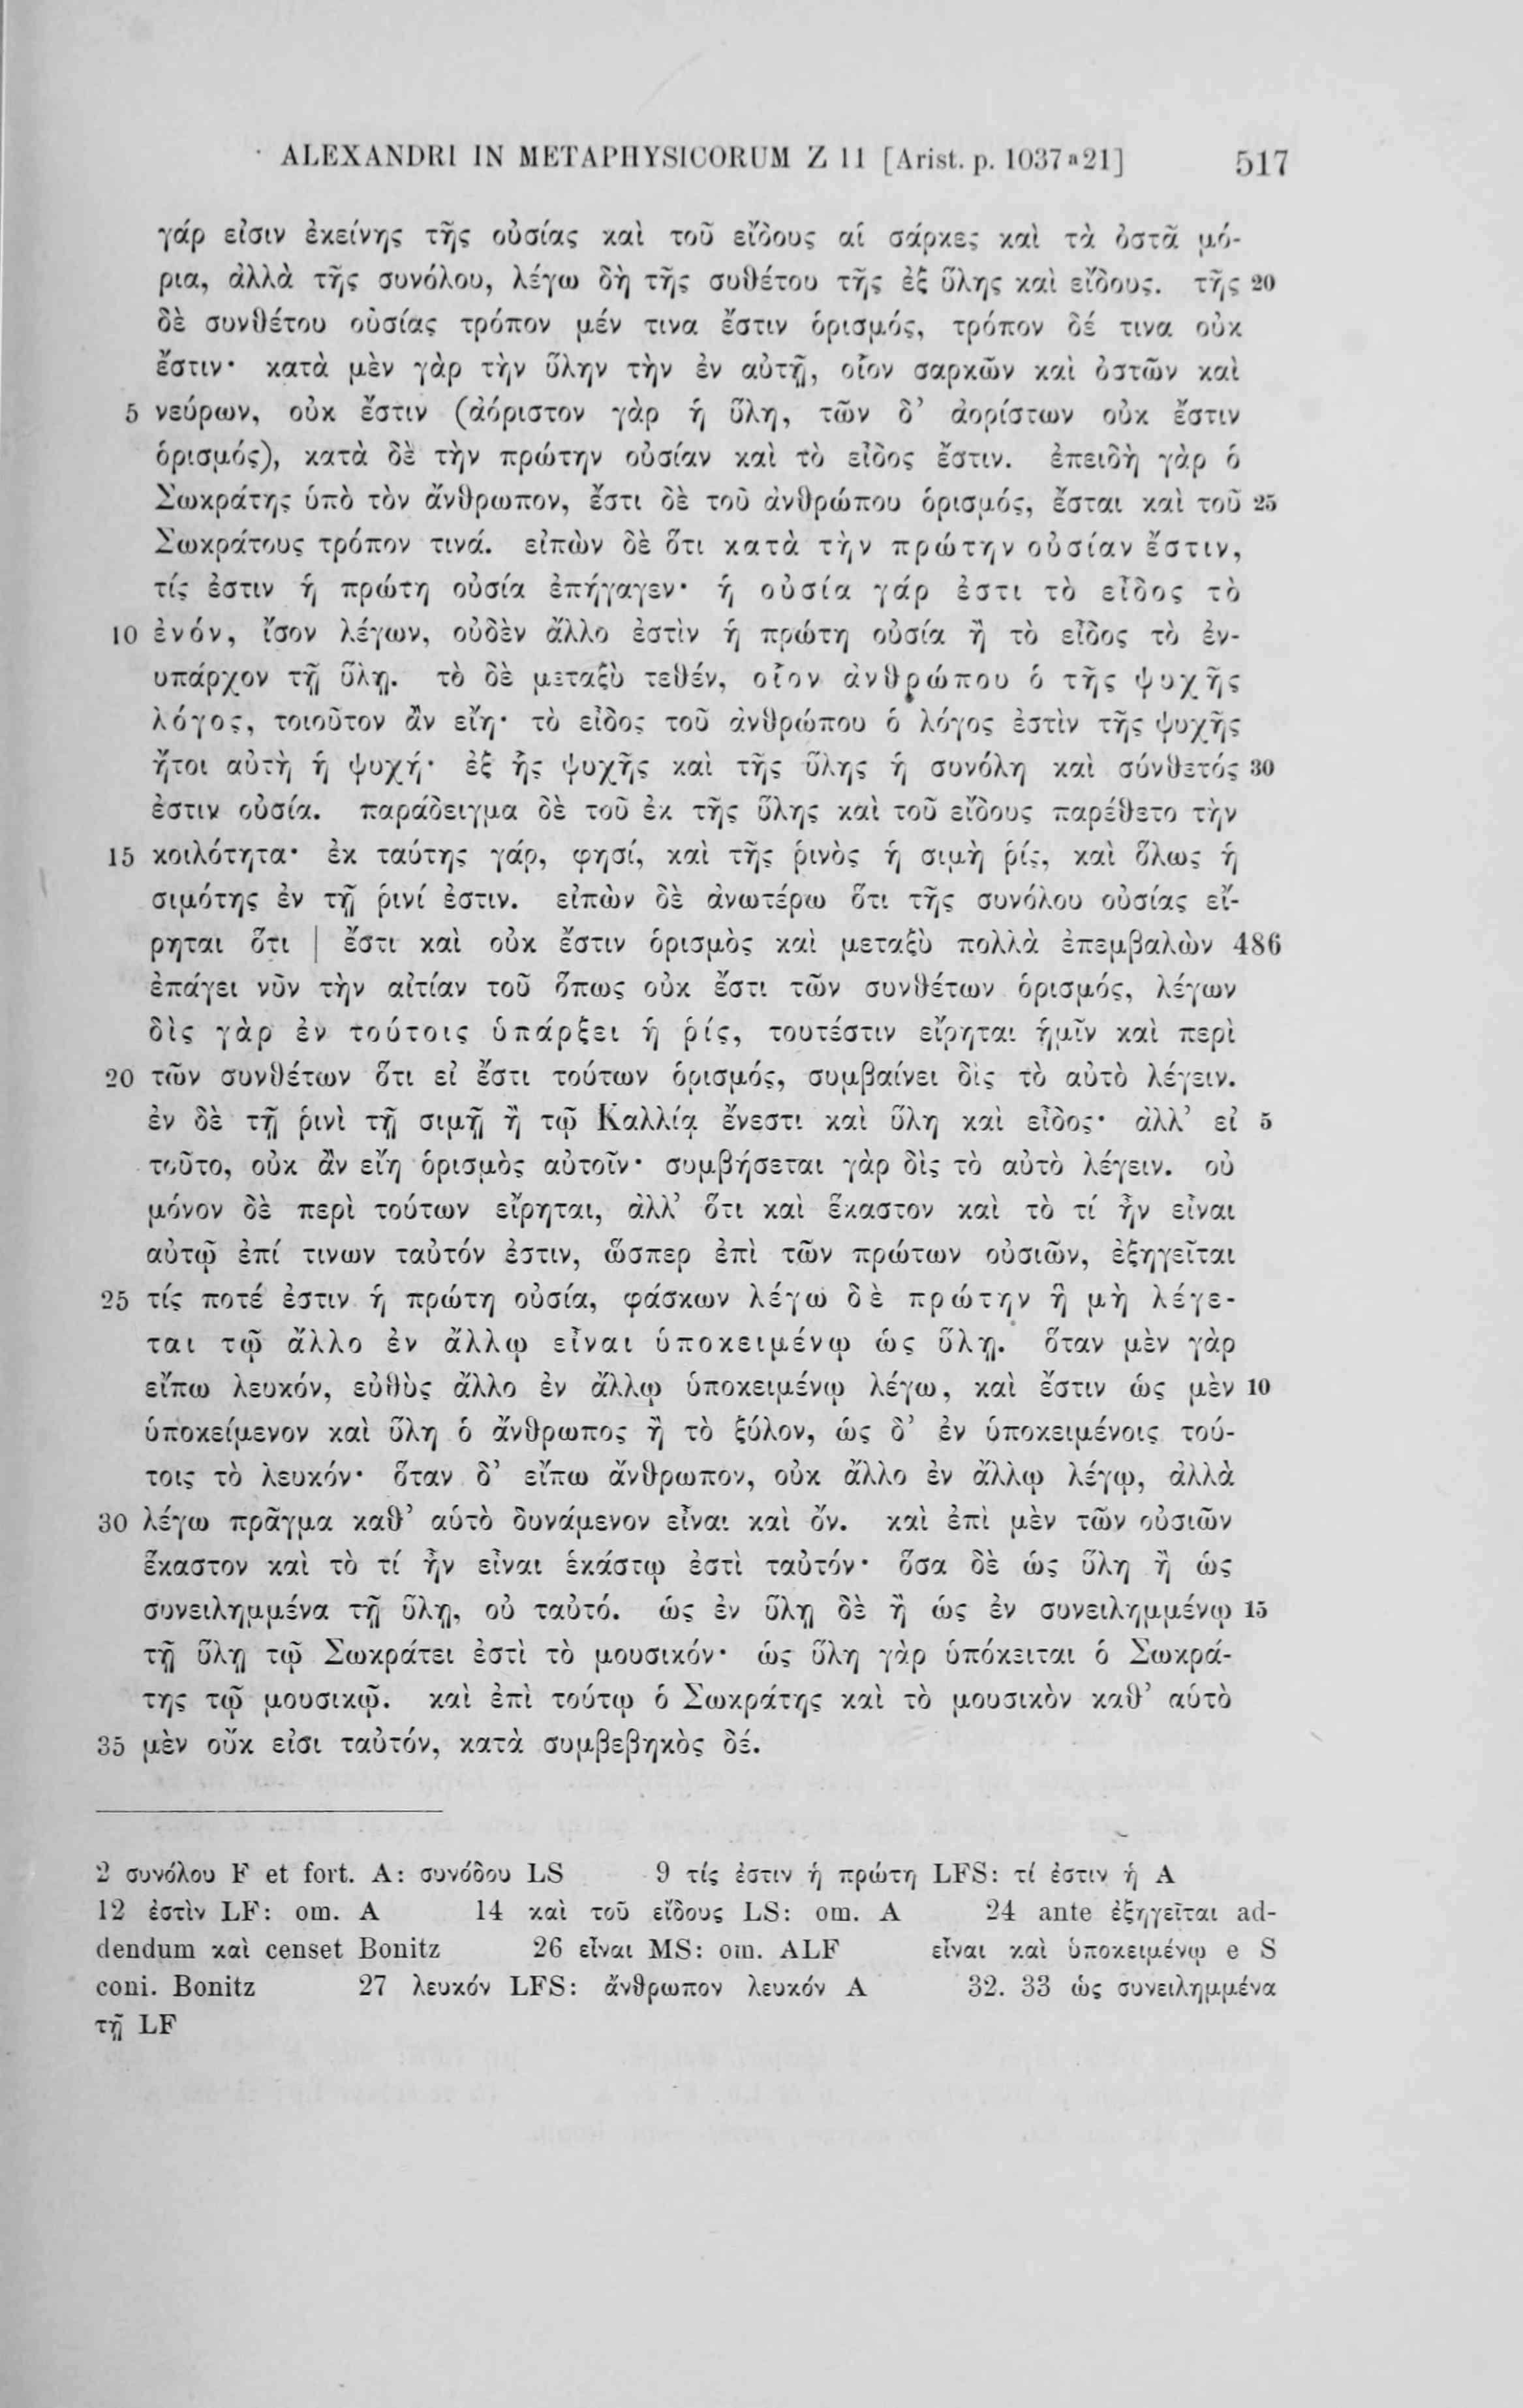 ALEXANDRI IN METAPHYSICORUM Z 11 [Arist. p. 1037ª21] 517
γάρ εἰσιν ἐκείνης τῆς οὐσίας καὶ τοῦ εἴδους αἱ σάρκες καὶ τὰ ὀστᾶ μό-
ρια, ἀλλὰ τῆς συνόλου, λέγω δὴ τῆς συθέτου τῆς ἐξ ὕλης καὶ εἴδους. τῆς 20
δὲ συνθέτου οὐσίας τρόπον μέν τινα ἔστιν ὁρισμός, τρόπον δέ τινα οὐκ
ἔστιν· κατὰ μὲν γὰρ τὴν ὕλην τὴν ἐν αὐτῇ, οἷον σαρκῶν καὶ ὀστῶν καὶ
5 νεύρων, οὐκ ἔστιν (ἀόριστον γὰρ ἡ ὕλη, τῶν δ’ ἀορίστων οὐκ ἔστιν
ὁρισμός), κατὰ δὲ τὴν πρώτην οὐσίαν καὶ τὸ εἶδος ἔστιν. ἐπειδὴ γὰρ ὁ
Σωκράτης ὑπὸ τὸν ἄνθρωπον, ἔστι δὲ τοῦ ἀνθρώπου ὁρισμός, ἔσται καὶ τοῦ 25
Σωκράτους τρόπον τινά. εἰπὼν δὲ ὅτι κατὰ τὴν πρώτην οὐσίαν ἔστιν,
τίς ἐστιν ἡ πρώτη οὐσία ἐπήγαγεν· ἡ οὐσία γάρ ἐστι τὸ εἶδος τὸ
10 ἐνόν, ἴσον λέγων, οὐδὲν ἄλλο ἐστὶν ἡ πρώτη οὐσία ἢ τὸ εἶδος τὸ ἐν-
υπάρχον τῇ ὕλῃ. τὸ δὲ μεταξὺ τεθέν, οἷον ἀνθρώπου ὁ τῆς ψυχῆς
λόγος, τοιοῦτον ἂν εἴη· τὸ εἶδος τοῦ ἀνθρώπου ὁ λόγος ἐστὶν τῆς ψυχῆς
ἤτοι αὐτὴ ἡ ψυχή· ἐξ ἧς ψυχῆς καὶ τῆς ὕλης ἡ συνόλη καὶ σύνθετός 30
ἐστιν οὐσία. παράδειγμα δὲ τοῦ ἐκ τῆς ὕλης καὶ τοῦ εἴδους παρέθετο τὴν
15 κοιλότητα· ἐκ ταύτης γάρ, φησί, καὶ τῆς ῥινὸς ἡ σιμὴ ῥίς, καὶ ὅλως ἡ
σιμότης ἐν τῇ ῥινί ἐστιν. εἰπὼν δὲ ἀνωτέρω ὅτι τῆς συνόλου οὐσίας εἴ-
ρηται ὅτι | ἔστι καὶ οὐκ ἔστιν ὁρισμὸς καὶ μεταξὺ πολλὰ ἐπεμβαλὼν 486
ἐπάγει νῦν τὴν αἰτίαν τοῦ ὅπως οὐκ ἔστι τῶν συνθέτων ὁρισμός, λέγων
δὶς γὰρ ἐν τούτοις ὑπάρξει ἡ ῥίς, τουτέστιν εἴρηται ἡμῖν καὶ περὶ
20 τῶν συνθέτων ὅτι εἰ ἔστι τούτων ὁρισμός, συμβαίνει δὶς τὸ αὐτὸ λέγειν.
ἐν δὲ τῇ ῥινὶ τῇ σιμῇ ἢ τῷ Καλλίᾳ ἔνεστι καὶ ὕλη καὶ εἶδος· ἀλλ’ εἰ 5
τοῦτο, οὐκ ἂν εἴη ὁρισμὸς αὐτοῖν· συμβήσεται γὰρ δὶς τὸ αὐτὸ λέγειν. οὐ
μόνον δὲ περὶ τούτων εἴρηται, ἀλλ’ ὅτι καὶ ἕκαστον καὶ τὸ τί ἦν εἶναι
αὐτῷ ἐπί τινων ταὐτόν ἐστιν, ὥσπερ ἐπὶ τῶν πρώτων οὐσιῶν, ἐξηγεῖται
25 τίς ποτέ ἐστιν ἡ πρώτη οὐσία, φάσκων λέγω δὲ πρώτην ἣ μὴ λέγε-
ται τῷ ἄλλο ἐν ἄλλῳ εἶναι ὑποκειμένῳ ὡς ὕλῃ. ὅταν μὲν γὰρ
εἴπω λευκόν, εὐθὺς ἄλλο ἐν ἄλλῳ ὑποκειμένῳ λέγω, καὶ ἔστιν ὡς μὲν 10
ὑποκείμενον καὶ ὕλη ὁ ἄνθρωπος ἢ τὸ ξύλον, ὡς δ’ ἐν ὑποκειμένοις τού-
τοις τὸ λευκόν· ὅταν δ’ εἴπω ἄνθρωπον, οὐκ ἄλλο ἐν ἄλλῳ λέγῳ, ἀλλὰ
30 λέγω πρᾶγμα καθ’ αὑτὸ δυνάμενον εἶναι καὶ ὄν. καὶ ἐπὶ μὲν τῶν οὐσιῶν
ἕκαστον καὶ τὸ τί ἦν εἶναι ἑκάστῳ ἐστὶ ταὐτόν· ὅσα δὲ ὡς ὕλη ἢ ὡς
συνειλημμένα τῇ ὕλῃ, οὐ ταὐτό. ὡς ἐν ὕλῃ δὲ ἢ ὡς ἐν συνειλημμένῳ 15
τῇ ὕλῃ τῷ Σωκράτει ἐστὶ τὸ μουσικόν· ὡς ὕλη γὰρ ὑπόκειται ὁ Σωκρά-
της τῷ μουσικῷ. καὶ ἐπὶ τούτῳ ὁ Σωκράτης καὶ τὸ μουσικὸν καθ’ αὑτὸ
35 μὲν οὔκ εἰσι ταὐτόν, κατὰ συμβεβηκὸς δέ.
2 συνόλου F et fort. A: συνόδου LS 9 τίς ἐστιν ἡ πρώτη LFS: τί ἐστιν ἡ A
12 ἐστὶν LF: om. A 14 καὶ τοῦ εἴδους LS: om. A 24 ante ἐξηγεῖται ad-
dendum καὶ censet Bonitz 26 εἶναι MS: om. ALF εἶναι καὶ ὑποκειμένῳ e S
coni. Bonitz 27 λευκόν LFS: ἄνθρωπον λευκόν A 32. 33 ὡς συνειλημμένα
τῇ LF